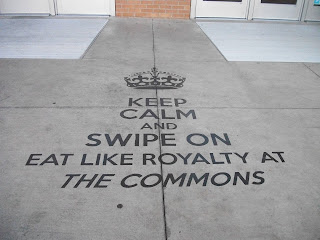 KEEP
CALM
AND
SWIPE ON
EAT LIKE ROYALTY AT
THE COMMONS